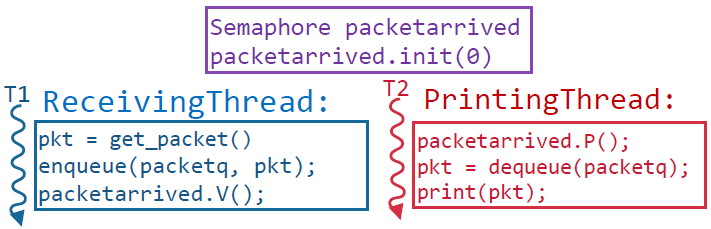 Semaphore packetarrived
packetarrived.init(0)
T1
ReceivingThread:
pkt = get_packet()
enqueue(packetq, pkt);
packetarrived.V();
T2
PrintingThread:
packetarrived.P();
pkt = dequeue(packetq);
print(pkt);